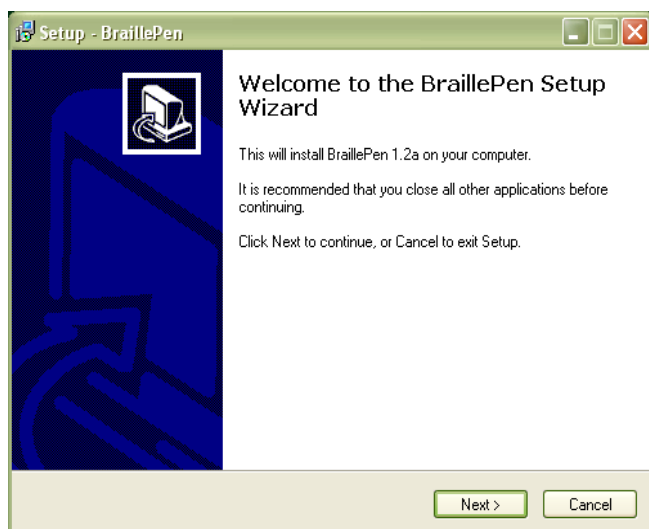 Setup - BraillePen
Welcome to the BraillePen Setup
Wizard
This will install BraillePen 1.2a on your computer.
It is recommended that you close all other applications before
continuing.
Click Next to continue, or Cancel to exit Setup.
Next >
Cancel